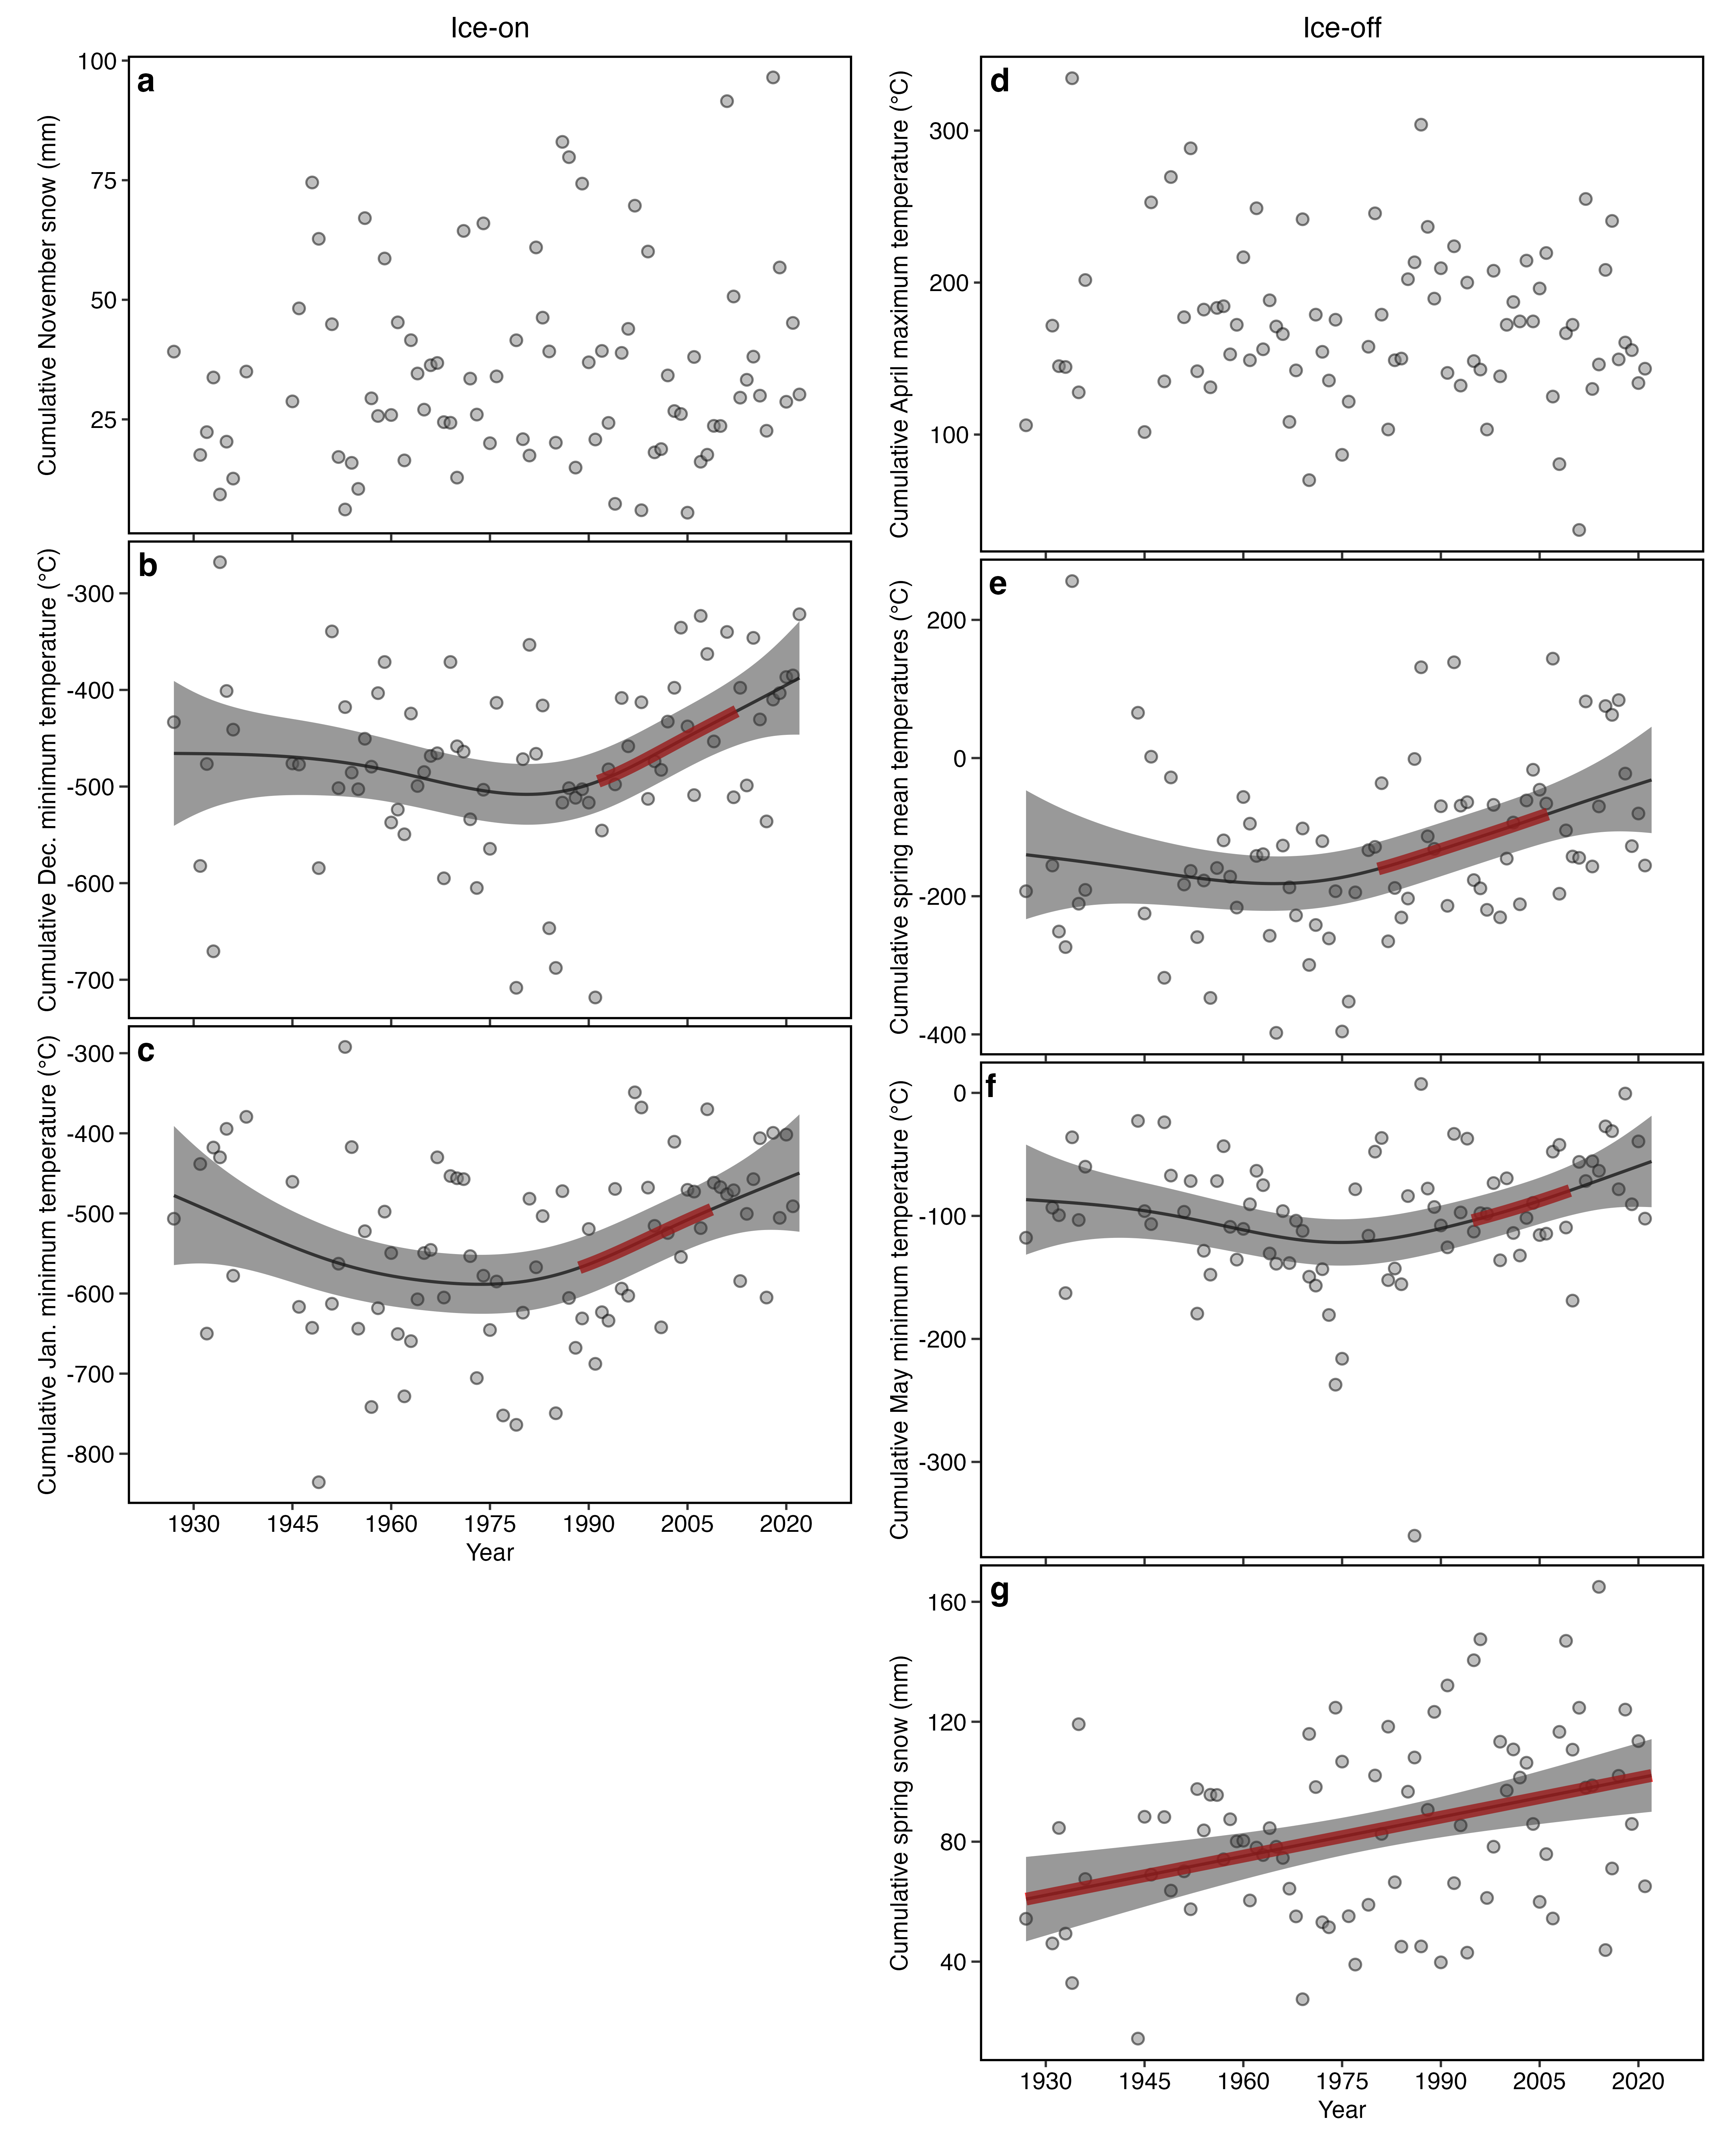 Ice-on
a
Cumulative November snow (mm)
100
75
50
25
b
Cumulative Dec. minimum temperature (°C)
-300
-400
-500
-600
-700
c
Cumulative Jan. minimum temperature (°C)
-300
-400
-500
-600
-700
-800
1930 1945 1960 1975 1990 2005 2020
Year
Ice-off
d
Cumulative April maximum temperature (°C)
300
200
100
e
Cumulative spring mean temperatures (°C)
200
0
-200
-400
f
Cumulative May minimum temperature (°C)
0
-100
-200
-300
g
Cumulative spring snow (mm)
160
120
80
40
1930 1945 1960 1975 1990 2005 2020
Year